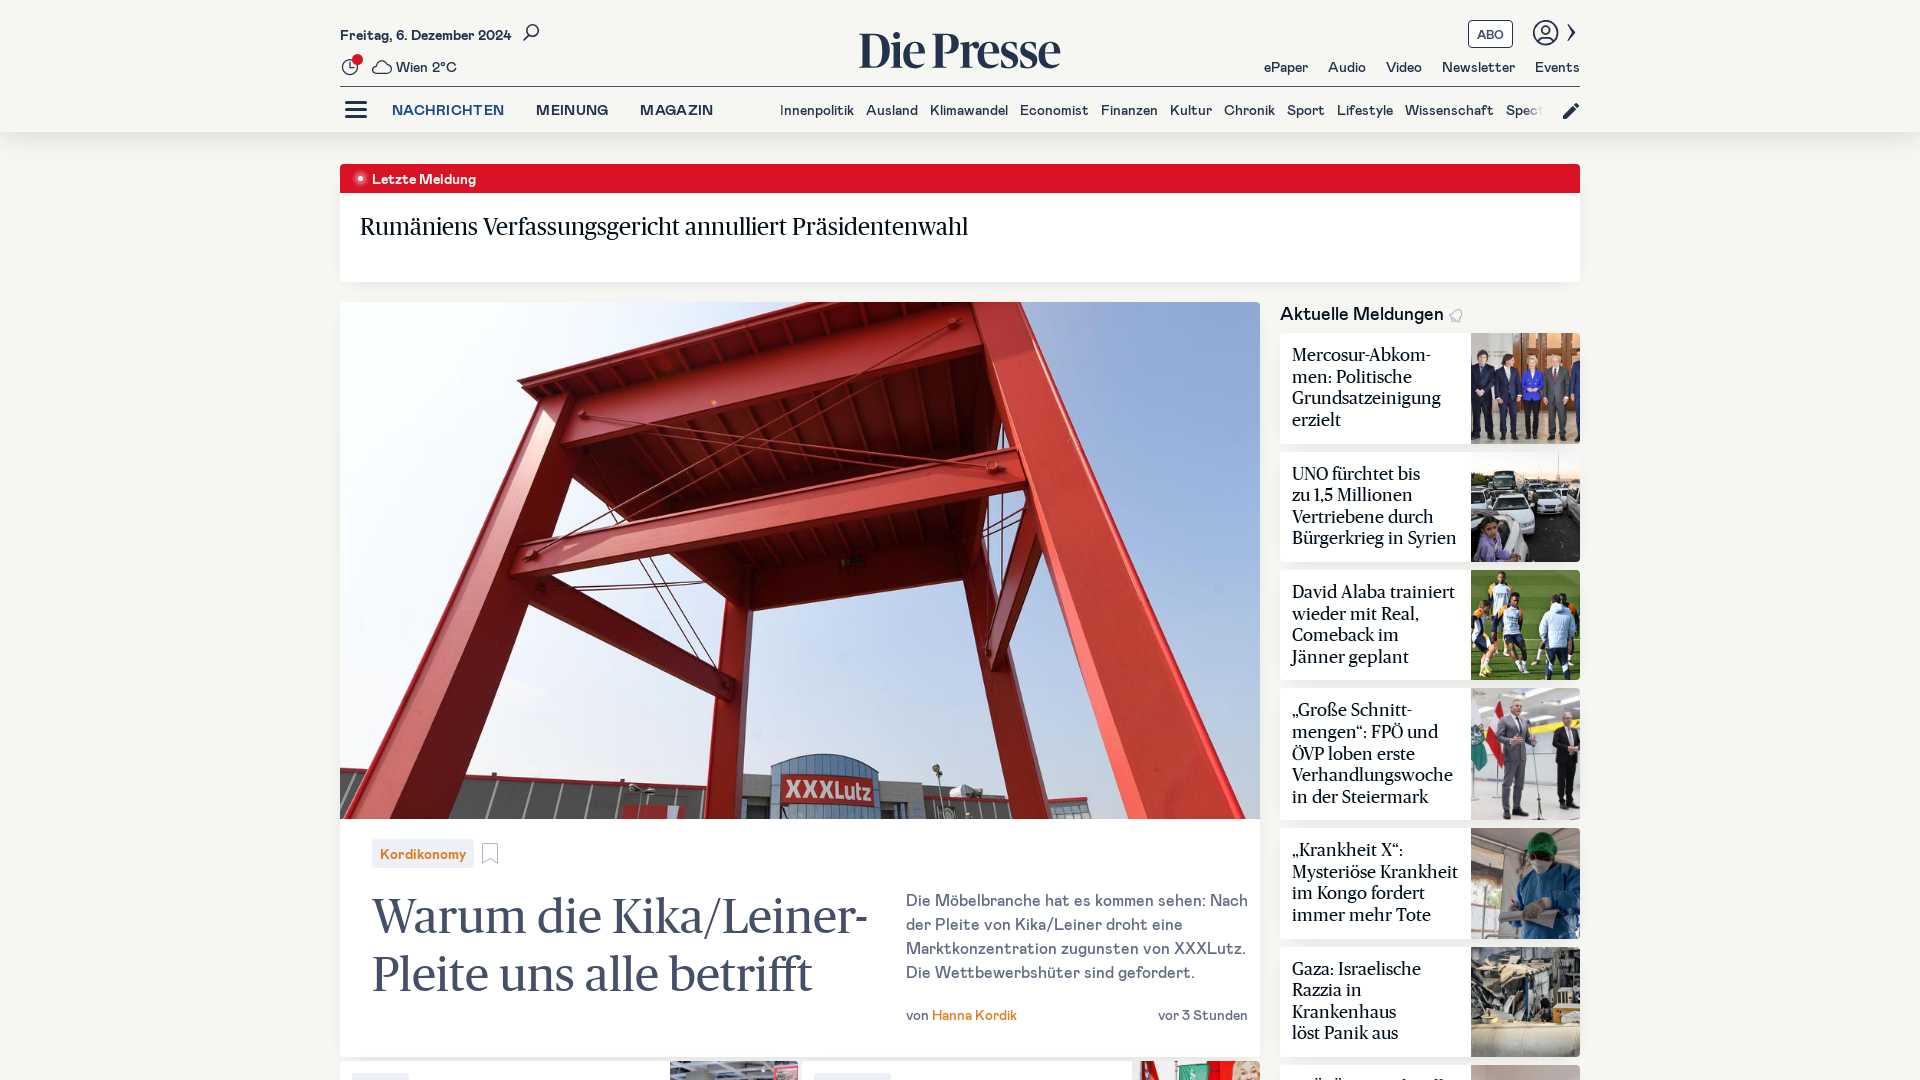 Freitag, 6. Dezember 2024
Wien 2°C
Die Presse
ABO
ePaper Audio Video Newsletter Events
NACHRICHTEN MEINUNG MAGAZIN
Innenpolitik Ausland Klimawandel Economist Finanzen Kultur Chronik Sport Lifestyle Wissenschaft Spect
Letzte Meldung
Rumäniens Verfassungsgericht annulliert Präsidentenwahl
XXXLutz
Kordikonomy
Warum die Kika/Leiner-
Pleite uns alle betrifft
Die Möbelbranche hat es kommen sehen: Nach
der Pleite von Kika/Leiner droht eine
Marktkonzentration zugunsten von XXXLutz.
Die Wettbewerbshüter sind gefordert.
von Hanna Kordik
vor 3 Stunden
Aktuelle Meldungen
Mercosur-Abkom-
men: Politische
Grundsatzeinigung
erzielt
UNO fürchtet bis
zu 1,5 Millionen
Vertriebene durch
Bürgerkrieg in Syrien
David Alaba trainiert
wieder mit Real,
Comeback im
Jänner geplant
„Große Schnitt-
mengen“: FPÖ und
ÖVP loben erste
Verhandlungswoche
in der Steiermark
„Krankheit X“:
Mysteriöse Krankheit
im Kongo fordert
immer mehr Tote
Gaza: Israelische
Razzia in
Krankenhaus
löst Panik aus